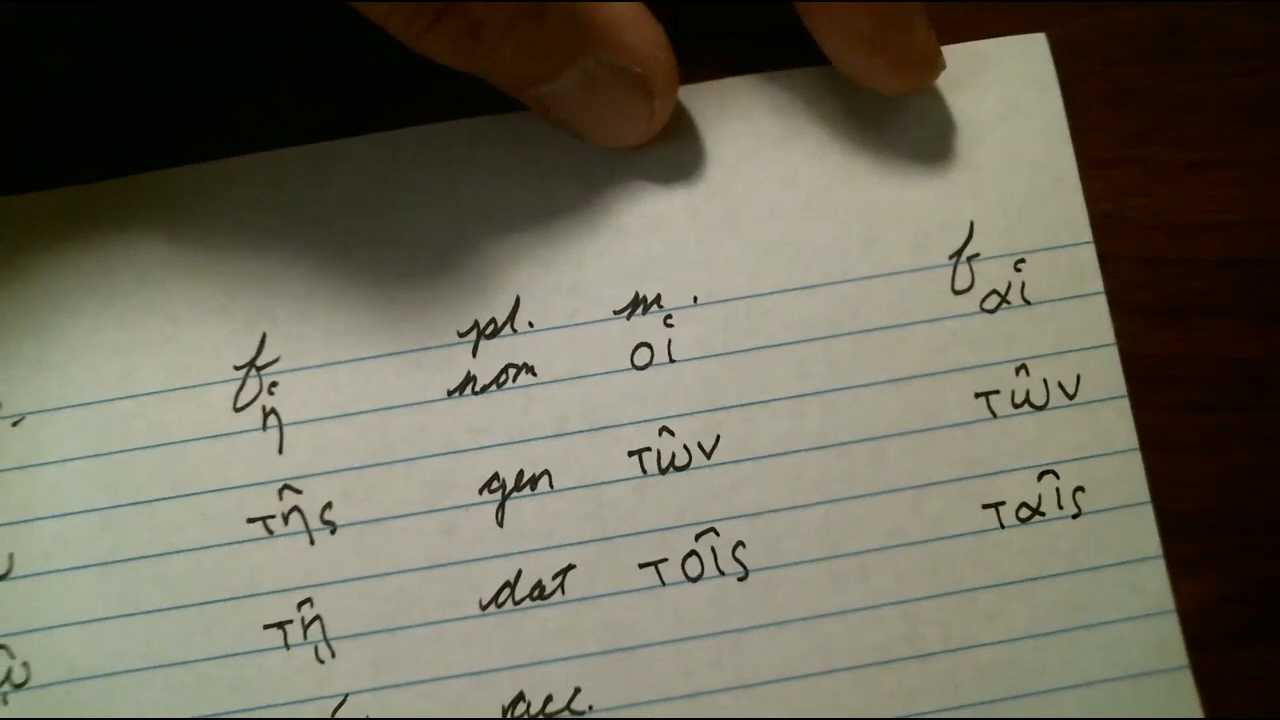 f. pl. m. f.
ἡ nom οἱ αἱ
τῆς gen τῶν τῶν
τῇ dat τοῖς ταῖς
acc.